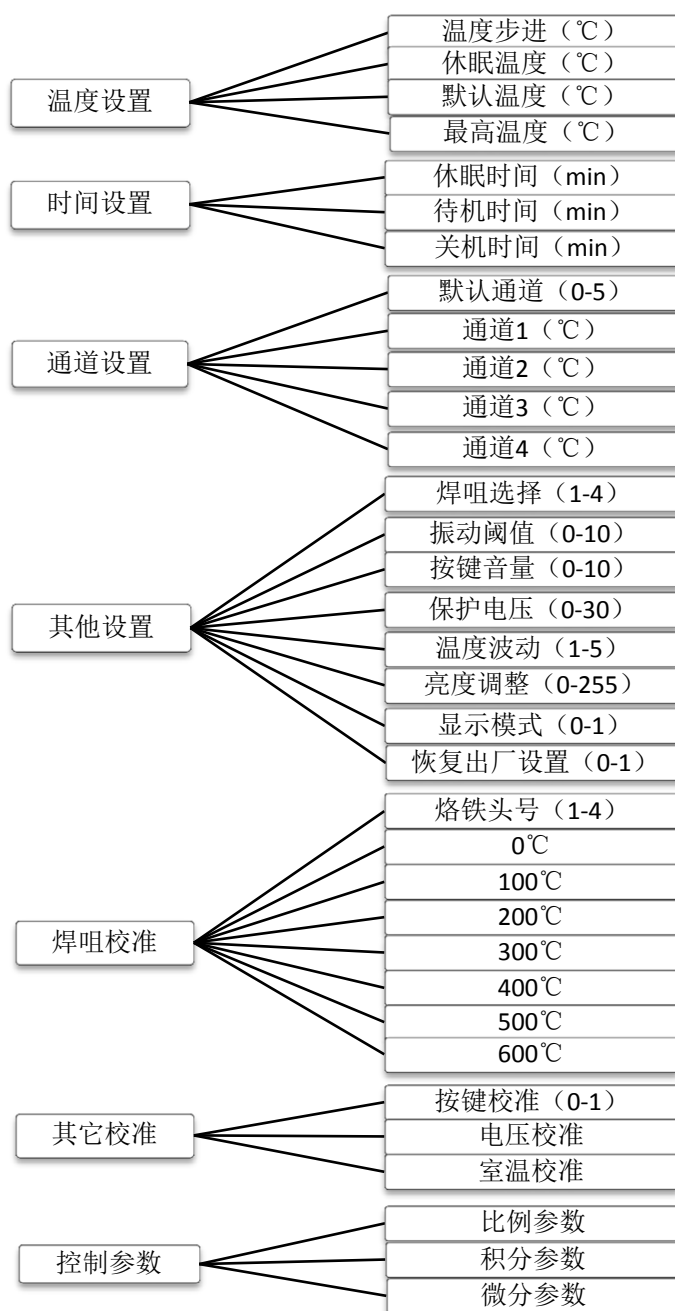 温度设置
温度步进（℃）
休眠温度（℃）
默认温度（℃）
最高温度（℃）
时间设置
休眠时间（min）
待机时间（min）
关机时间（min）
通道设置
默认通道（0-5）
通道1（℃）
通道2（℃）
通道3（℃）
通道4（℃）
其他设置
焊咀选择（1-4）
振动阈值（0-10）
按键音量（0-10）
保护电压（0-30）
温度波动（1-5）
亮度调整（0-255）
显示模式（0-1）
恢复出厂设置（0-1）
焊咀校准
烙铁头号（1-4）
0℃
100℃
200℃
300℃
400℃
500℃
600℃
其它校准
按键校准（0-1）
电压校准
室温校准
控制参数
比例参数
积分参数
微分参数